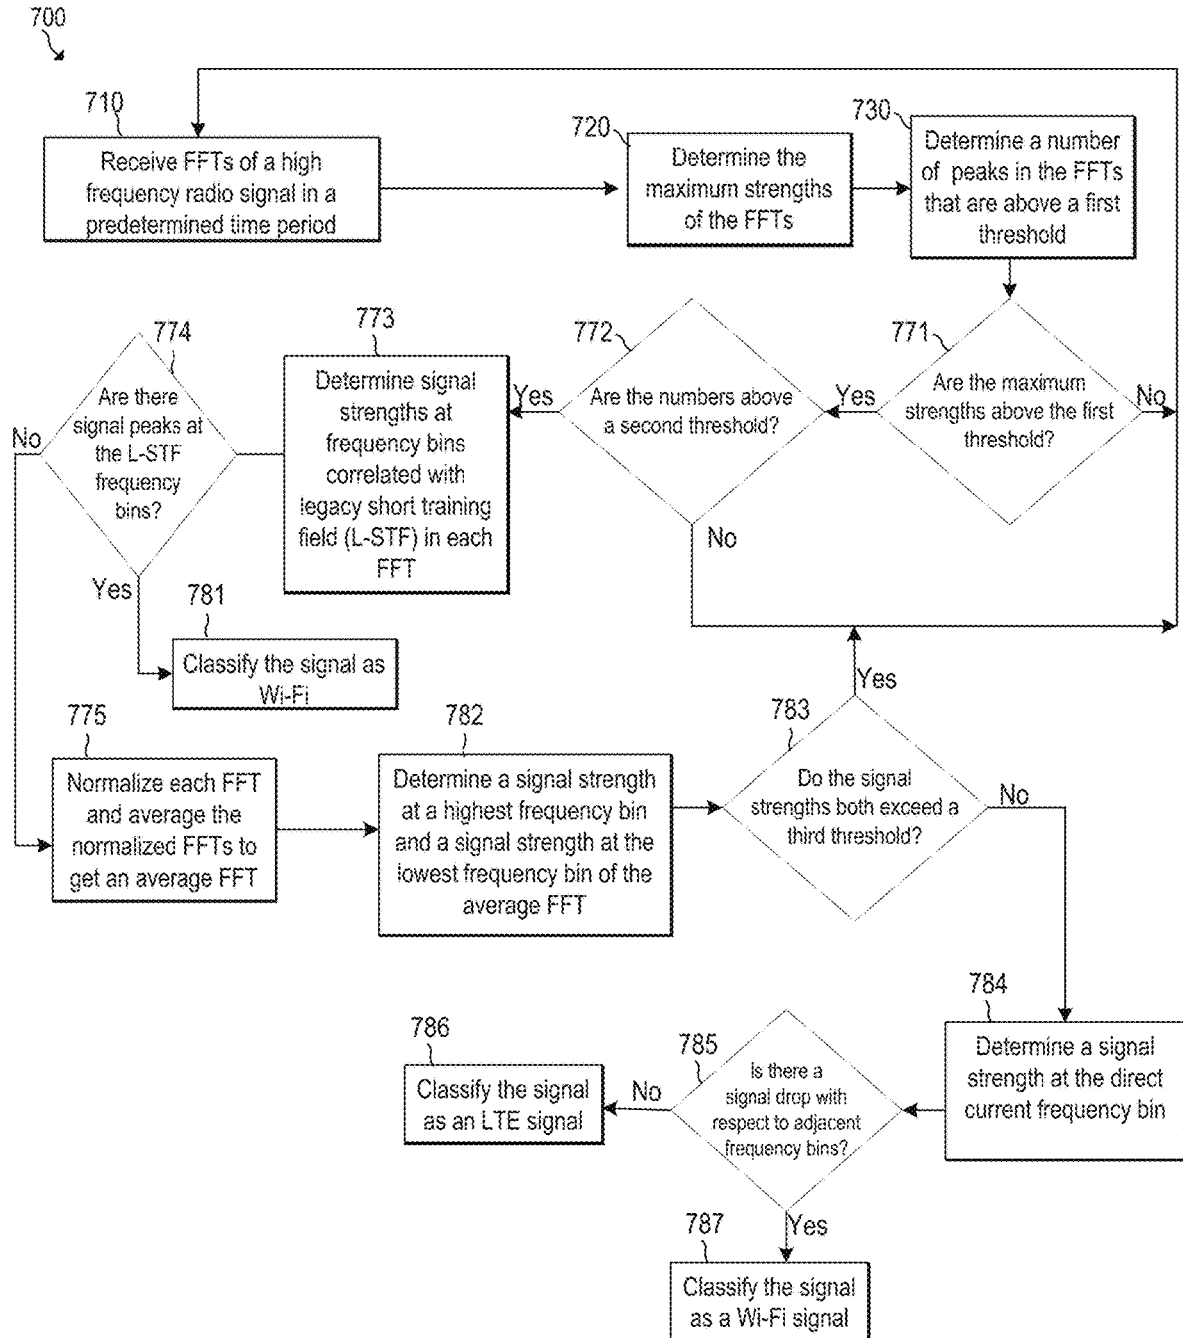 700
710
Receive FFTs of a high
frequency radio signal in a
predetermined time period
720
Determine the
maximum strengths
of the FFTs
730
Determine a number
of peaks in the FFTs
that are above a first
threshold
771
Are the maximum
strengths above the first
threshold?
Yes
No
772
Are the numbers above
a second threshold?
Yes
No
773
Determine signal
strengths at
frequency bins
correlated with
legacy short training
field (L-STF) in each
FFT
774
Are there
signal peaks at
the L-STF
frequency
bins?
No
Yes
781
Classify the signal as
Wi-Fi
775
Normalize each FFT
and average the
normalized FFTs to
get an average FFT
782
Determine a signal strength
at a highest frequency bin
and a signal strength at the
lowest frequency bin of the
average FFT
783
Do the signal
strengths both exceed a
third threshold?
Yes
No
784
Determine a signal
strength at the direct
current frequency bin
785
Is there a
signal drop with
respect to adjacent
frequency bins?
No
Yes
786
Classify the signal
as an LTE signal
787
Classify the signal
as a Wi-Fi signal